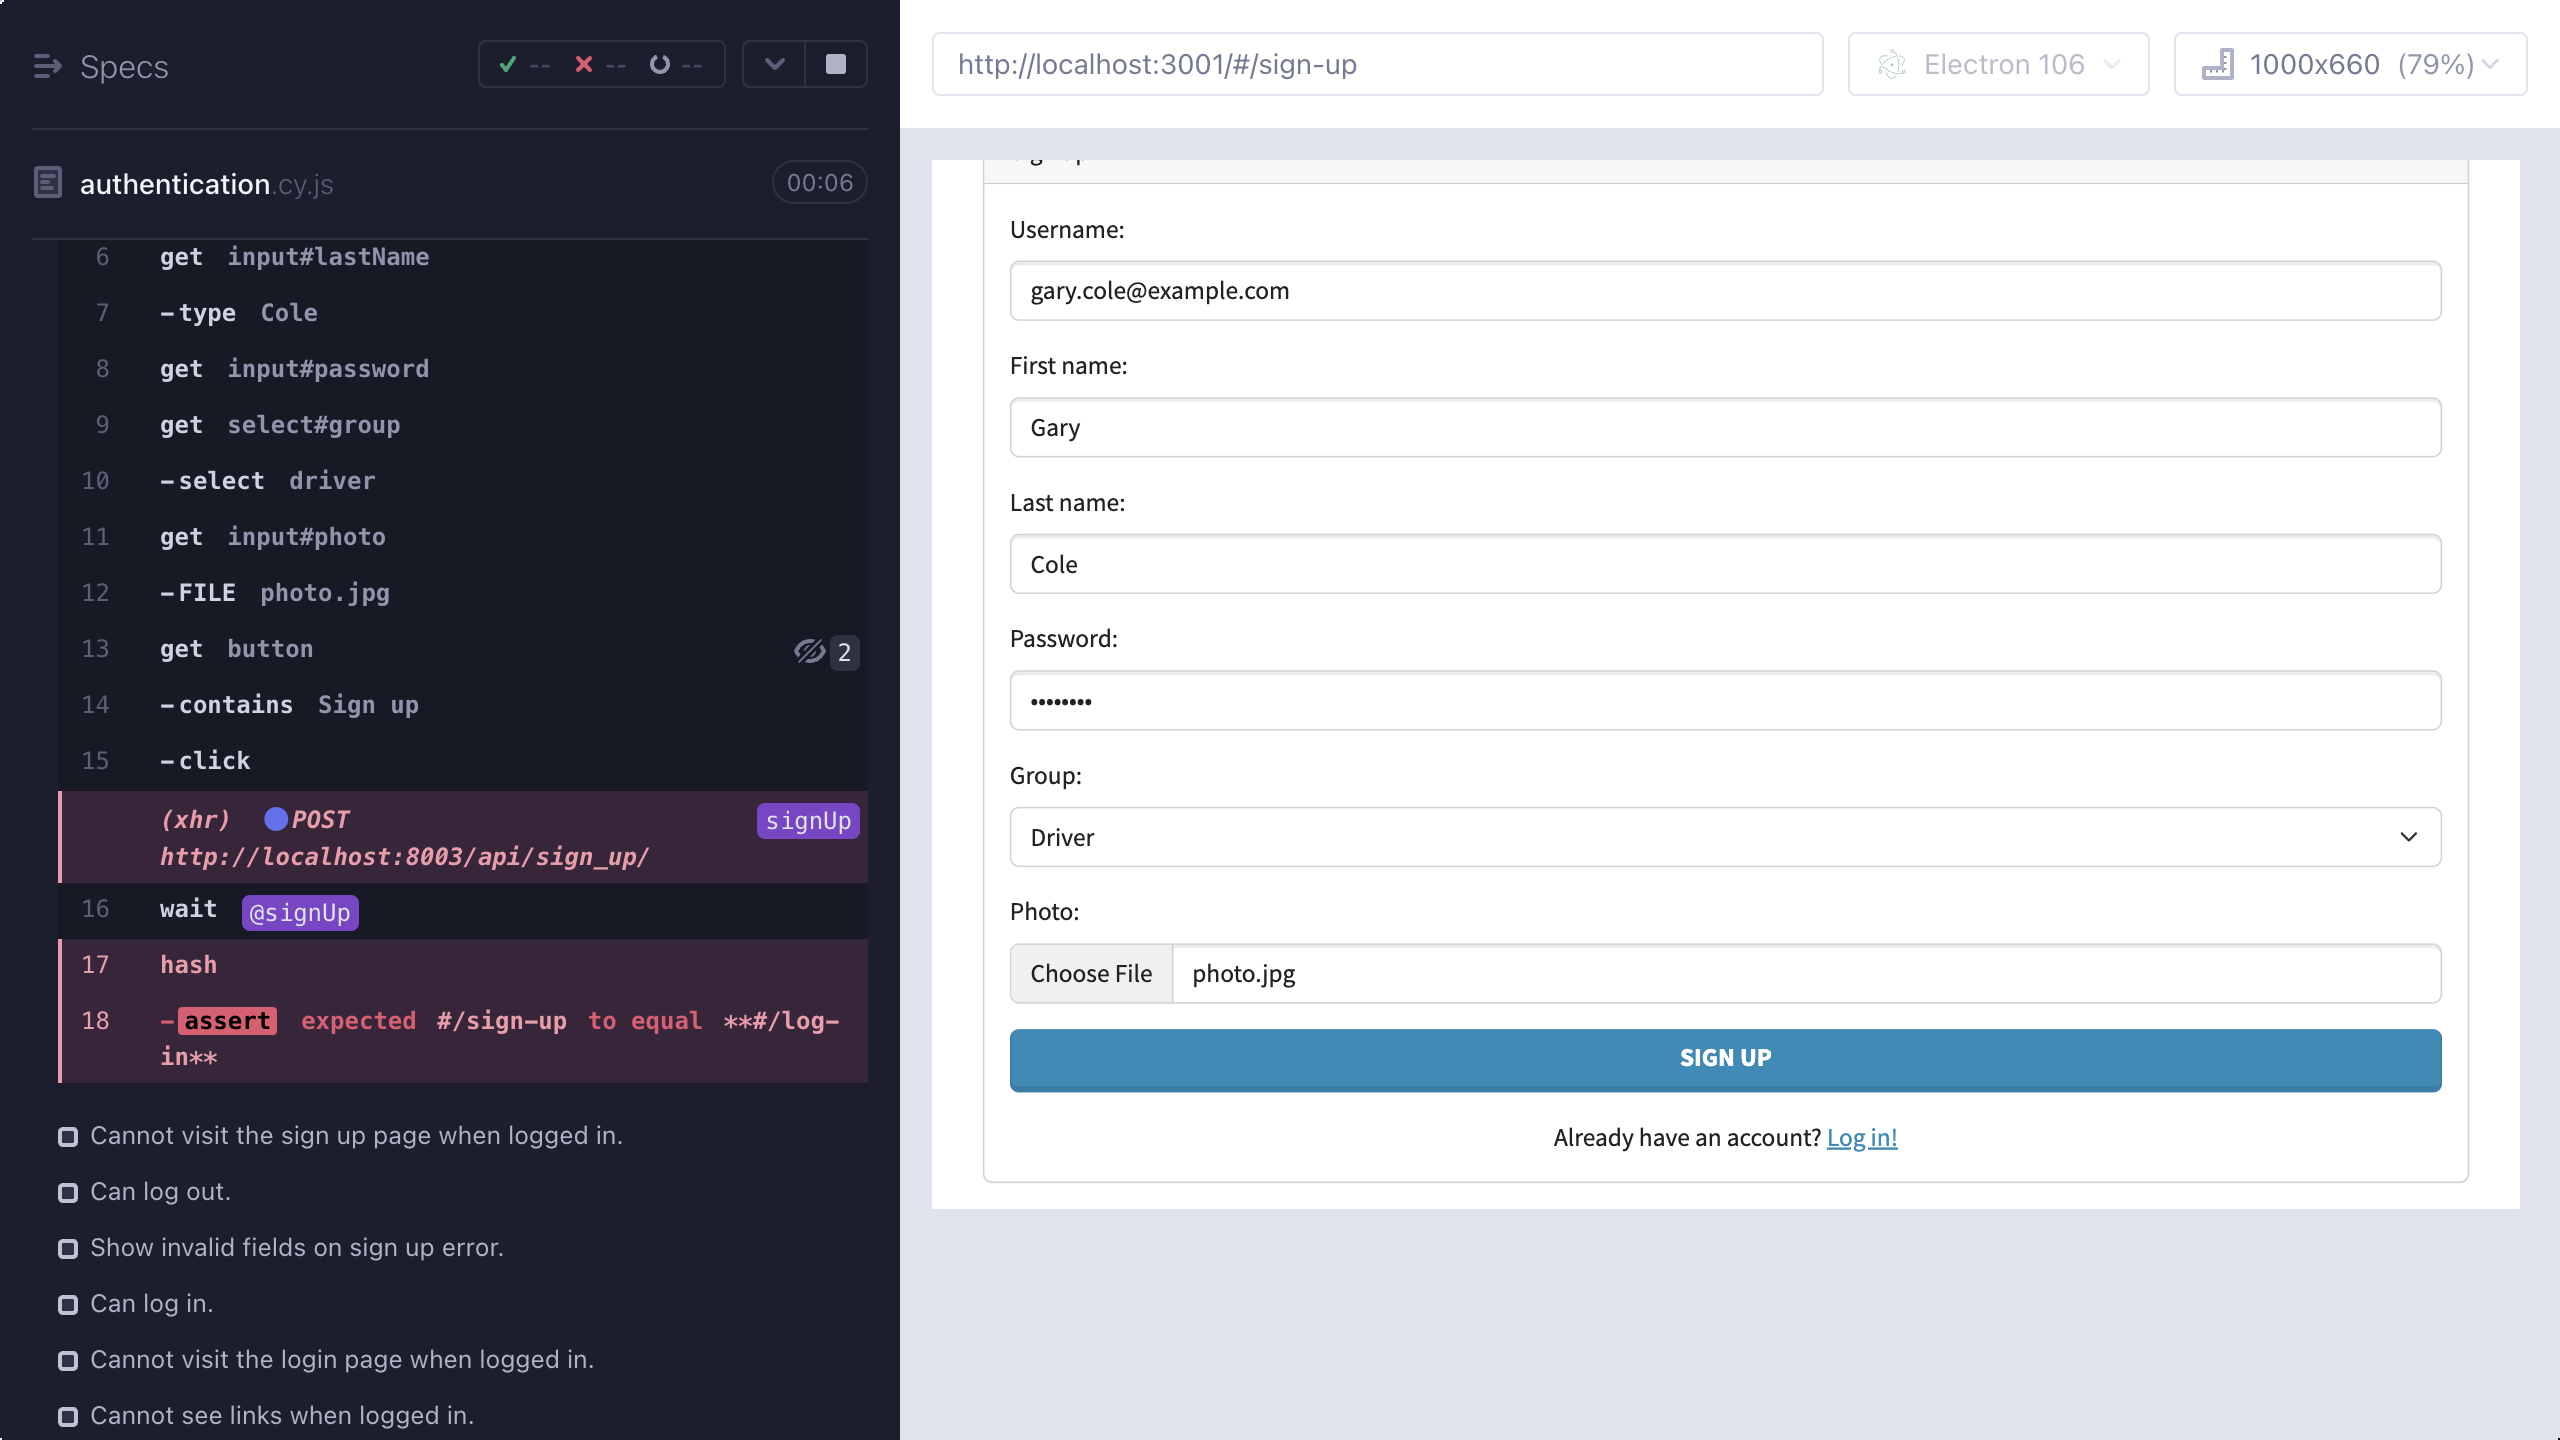 Specs
-- -- --
authentication.cy.js 00:06
6 get input#lastName
7 -type Cole
8 get input#password
9 get select#group
10 -select driver
11 get input#photo
12 -FILE photo.jpg
13 get button 2
14 -contains Sign up
15 -click
(xhr) POST signUp
http://localhost:8003/api/sign_up/
16 wait @signUp
17 hash
18 -assert expected #/sign-up to equal **#/log-
in**
Cannot visit the sign up page when logged in.
Can log out.
Show invalid fields on sign up error.
Can log in.
Cannot visit the login page when logged in.
Cannot see links when logged in.
http://localhost:3001/#/sign-up
Electron 106
1000x660 (79%)
Username:
gary.cole@example.com
First name:
Gary
Last name:
Cole
Password:
••••••••
Group:
Driver
Photo:
Choose File photo.jpg
SIGN UP
Already have an account? Log in!